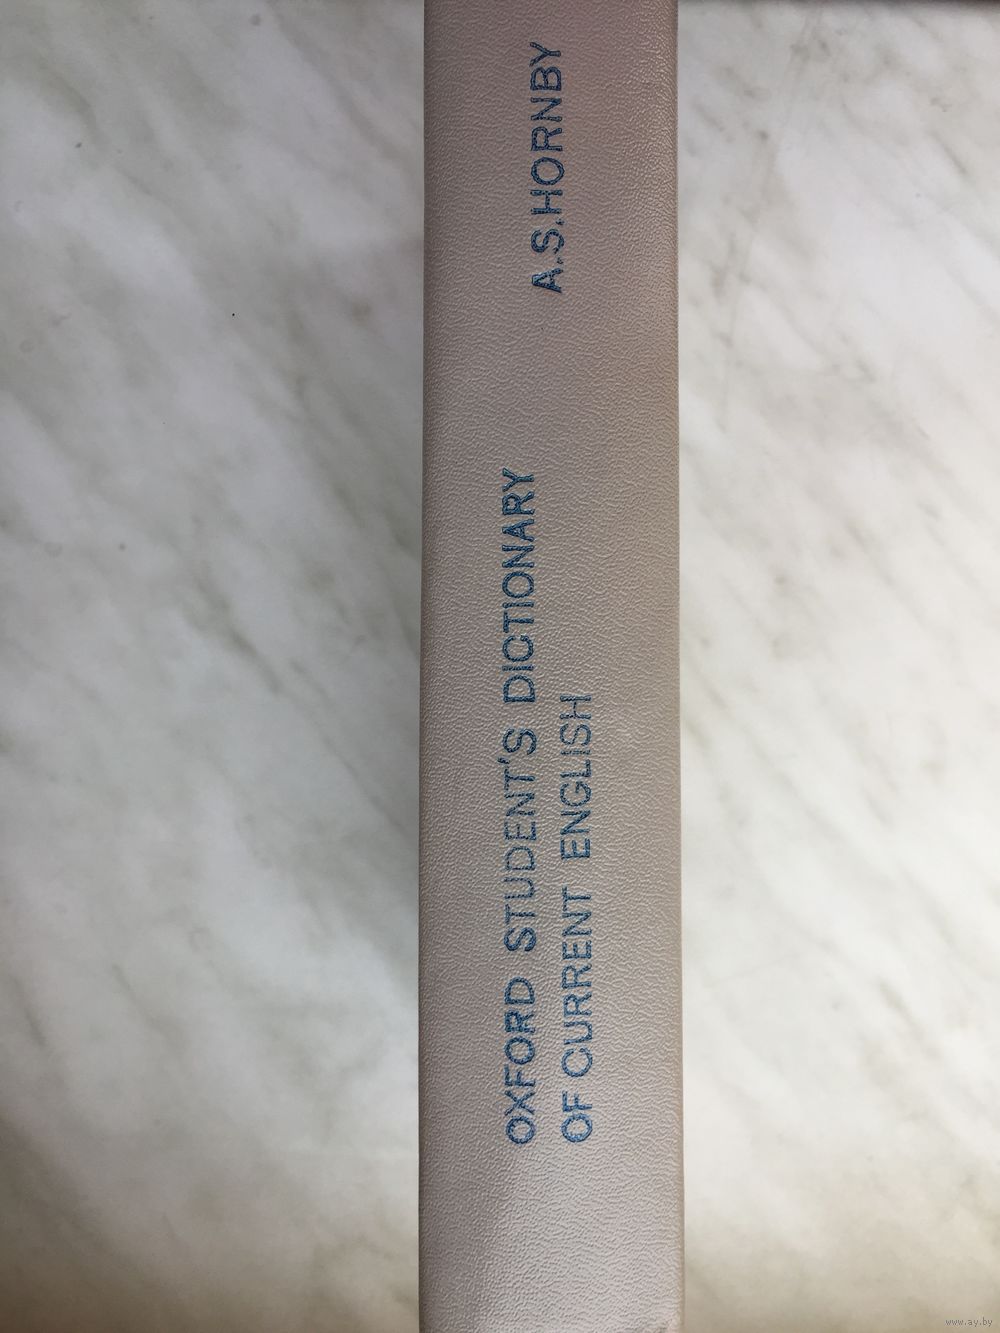 OXFORD STUDENT'S DICTIONARY
OF CURRENT ENGLISH
A.S.HORNBY
www.ay.by